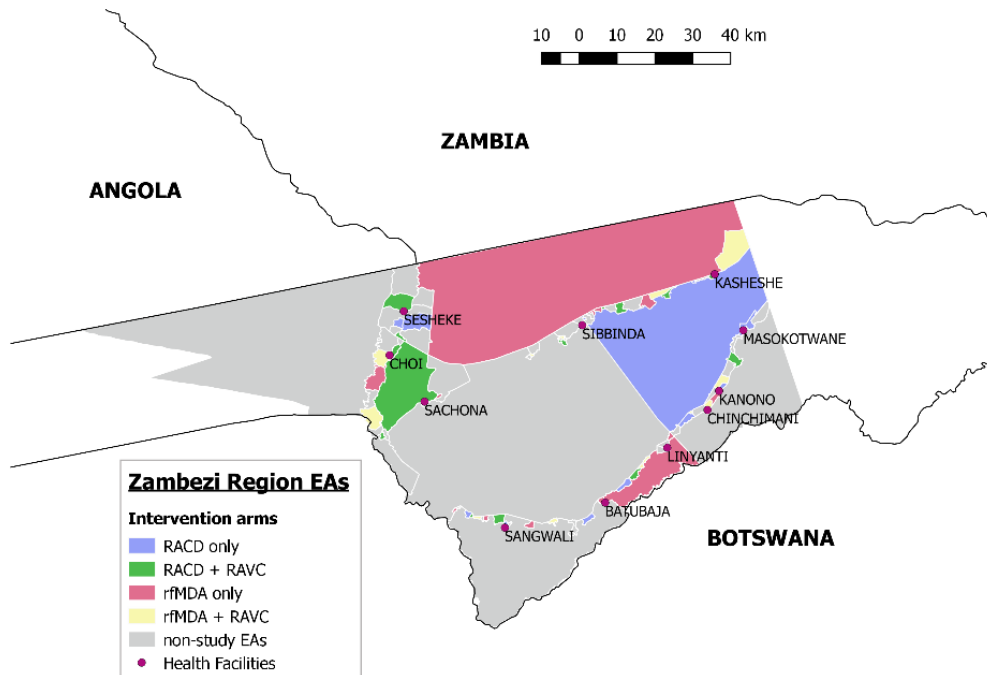 10 0 10 20 30 40 km
ZAMBIA
ANGOLA
KASHESHE
SESHEKE
SIBBINDA
MASOKOTWANE
CHOI
KANONO
SACHONA
CHINCHIMANI
LINYANTI
Zambezi Region EAs
BATUBAJA
Intervention arms
SANGWALI
BOTSWANA
RACD only
RACD + RAVC
rfMDA only
rfMDA + RAVC
non-study EAs
Health Facilities